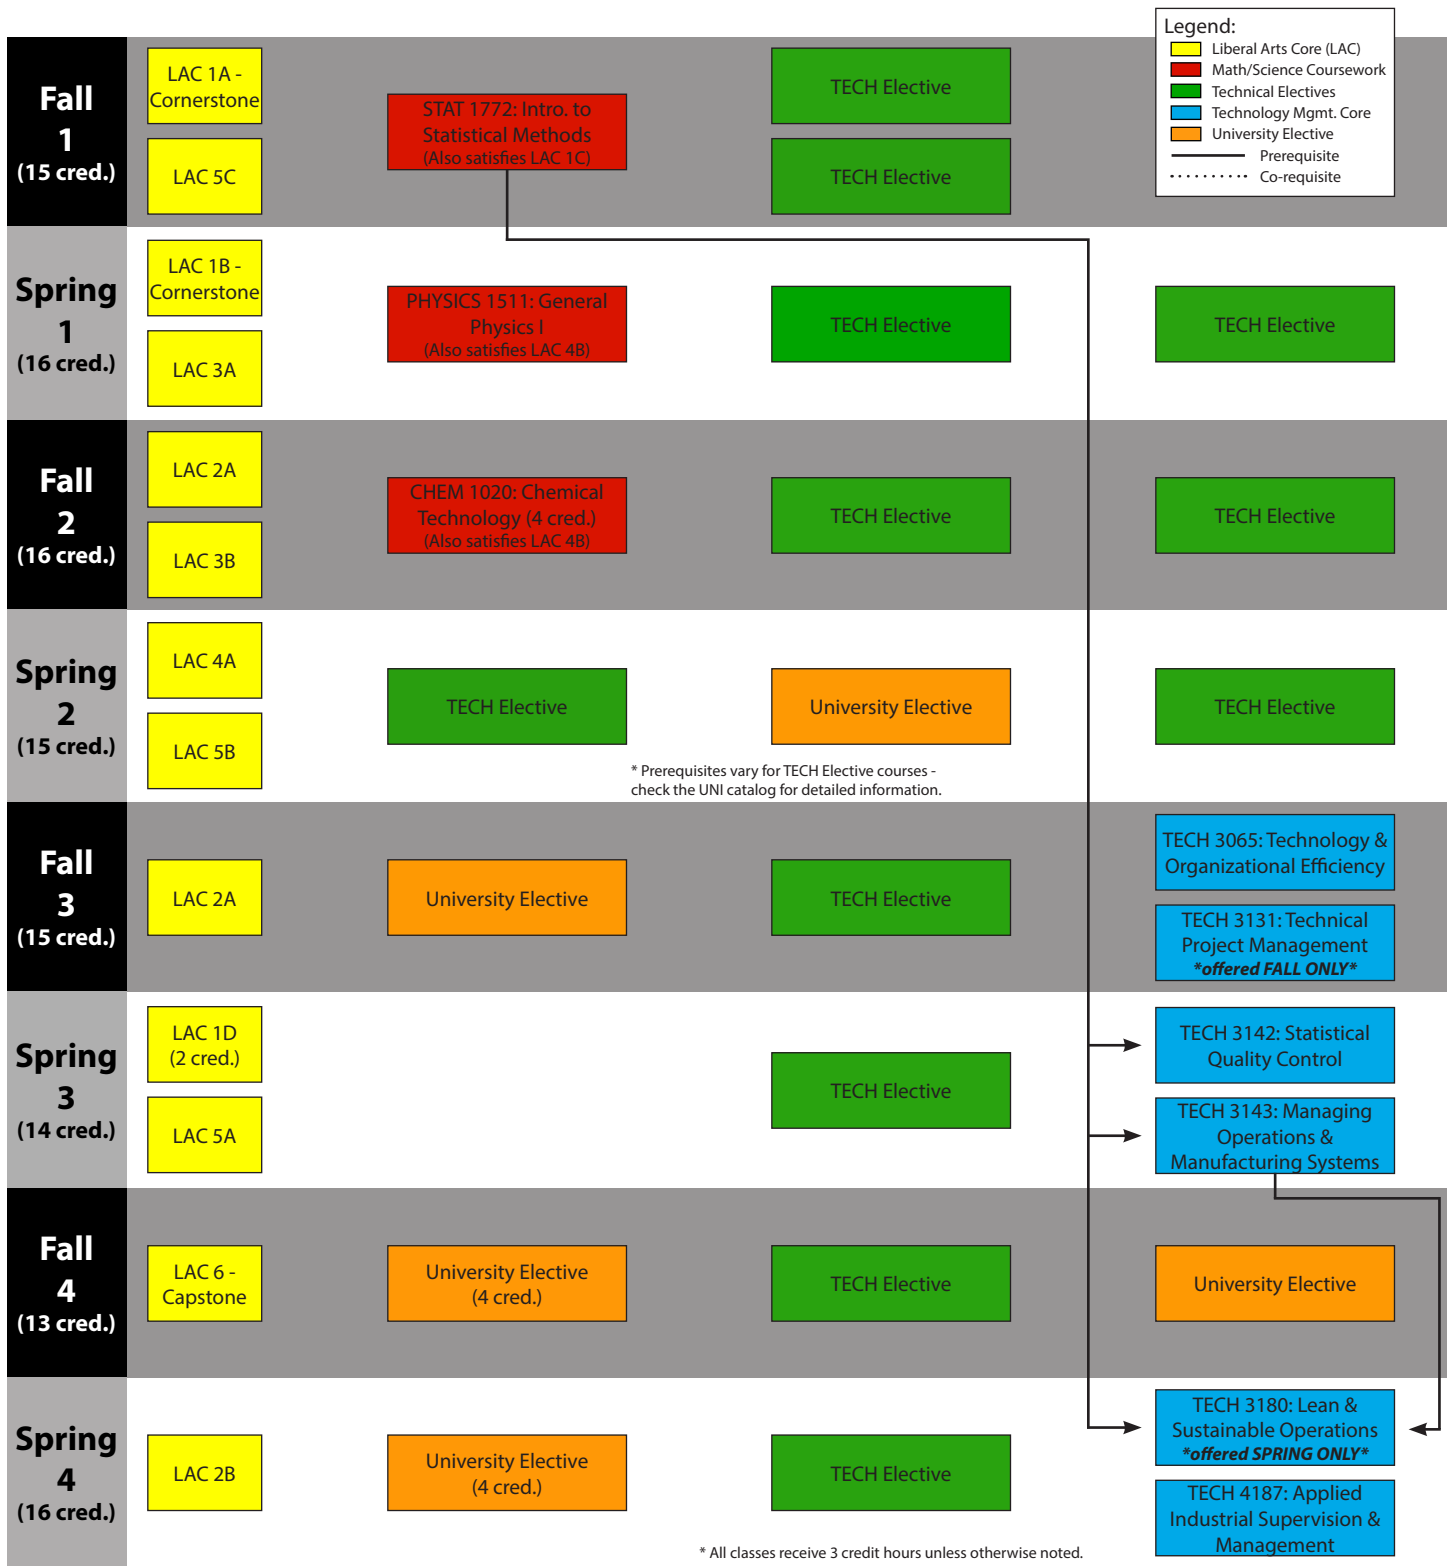 Legend:
Liberal Arts Core (LAC)
Math/Science Coursework
Technical Electives
Technology Mgmt. Core
University Elective
Prerequisite
Co-requisite
Fall
1
(15 cred.)
LAC 1A -
Cornerstone
LAC 5C
STAT 1772: Intro. to
Statistical Methods
(Also satisfies LAC 1C)
TECH Elective
TECH Elective
Spring
1
(16 cred.)
LAC 1B -
Cornerstone
LAC 3A
PHYSICS 1511: General
Physics I
(Also satisfies LAC 4B)
TECH Elective
TECH Elective
Fall
2
(16 cred.)
LAC 2A
LAC 3B
CHEM 1020: Chemical
Technology (4 cred.)
(Also satisfies LAC 4B)
TECH Elective
TECH Elective
Spring
2
(15 cred.)
LAC 4A
LAC 5B
TECH Elective
University Elective
TECH Elective
* Prerequisites vary for TECH Elective courses -
check the UNI catalog for detailed information.
Fall
3
(15 cred.)
LAC 2A
University Elective
TECH Elective
TECH 3065: Technology &
Organizational Efficiency
TECH 3131: Technical
Project Management
*offered FALL ONLY*
Spring
3
(14 cred.)
LAC 1D
(2 cred.)
LAC 5A
TECH Elective
TECH 3142: Statistical
Quality Control
TECH 3143: Managing
Operations &
Manufacturing Systems
Fall
4
(13 cred.)
LAC 6 -
Capstone
University Elective
(4 cred.)
TECH Elective
University Elective
Spring
4
(16 cred.)
LAC 2B
University Elective
(4 cred.)
TECH Elective
TECH 3180: Lean &
Sustainable Operations
*offered SPRING ONLY*
TECH 4187: Applied
Industrial Supervision &
Management
* All classes receive 3 credit hours unless otherwise noted.